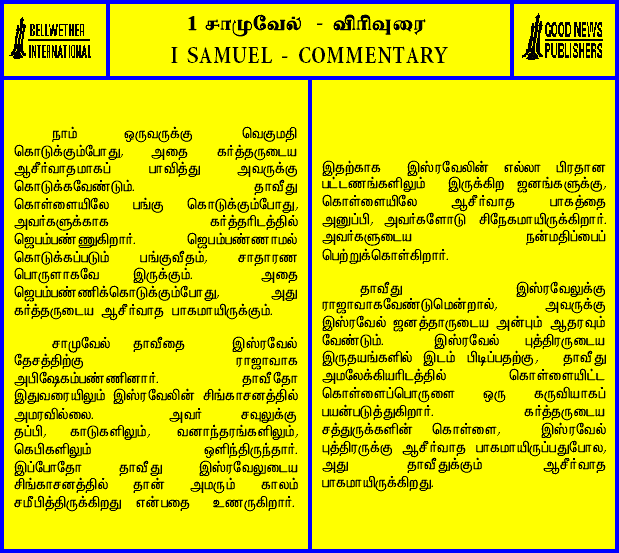 BELLWETHER
INTERNATIONAL
1 சாமுவேல் - விரிவுரை
I SAMUEL - COMMENTARY
GOOD NEWS
PUBLISHERS
நாம் ஒருவருக்கு வெகுமதி
கொடுக்கும்போது, அதை கர்த்தருடைய
ஆசீர்வாதமாகப் பாவித்து அவருக்கு
கொடுக்கவேண்டும். தாவீது
கொள்ளையிலே பங்கு கொடுக்கும்போது,
அவர்களுக்காக கர்த்தரிடத்தில்
ஜெபம்பண்ணுகிறார். ஜெபம்பண்ணாமல்
கொடுக்கப்படும் பங்குவீதம், சாதாரண
பொருளாகவே இருக்கும். அதை
ஜெபம்பண்ணிக்கொடுக்கும்போது, அது
கர்த்தருடைய ஆசீர்வாத பாகமாயிருக்கும்.
சாமுவேல் தாவீதை இஸ்ரவேல்
தேசத்திற்கு ராஜாவாக
அபிஷேகம்பண்ணினார். தாவீதோ
இதுவரையிலும் இஸ்ரவேலின் சிங்காசனத்தில்
அமரவில்லை. அவர் சவுலுக்கு
தப்பி, காடுகளிலும், வனாந்தரங்களிலும்,
கெபிகளிலும் ஒளிந்திருந்தார்.
இப்போதோ தாவீது இஸ்ரவேலுடைய
சிங்காசனத்தில் தான் அமரும் காலம்
சமீபித்திருக்கிறது என்பதை உணருகிறார்.
இதற்காக இஸ்ரவேலின் எல்லா பிரதான
பட்டணங்களிலும் இருக்கிற ஜனங்களுக்கு,
கொள்ளையிலே ஆசீர்வாத பாகத்தை
அனுப்பி, அவர்களோடு சிநேகமாயிருக்கிறார்.
அவர்களுடைய நன்மதிப்பைப்
பெற்றுக்கொள்கிறார்.
தாவீது இஸ்ரவேலுக்கு
ராஜாவாகவேண்டுமென்றால், அவருக்கு
இஸ்ரவேல் ஜனத்தாருடைய அன்பும் ஆதரவும்
வேண்டும். இஸ்ரவேல் புத்திரருடைய
இருதயங்களில் இடம் பிடிப்பதற்கு, தாவீது
அமலேக்கியரிடத்தில் கொள்ளையிட்ட
கொள்ளைப்பொருளை ஒரு கருவியாகப்
பயன்படுத்துகிறார். கர்த்தருடைய
சத்துருக்களின் கொள்ளை, இஸ்ரவேல்
புத்திரருக்கு ஆசீர்வாத பாகமாயிருப்பதுபோல,
அது தாவீதுக்கும் ஆசீர்வாத
பாகமாயிருக்கிறது.